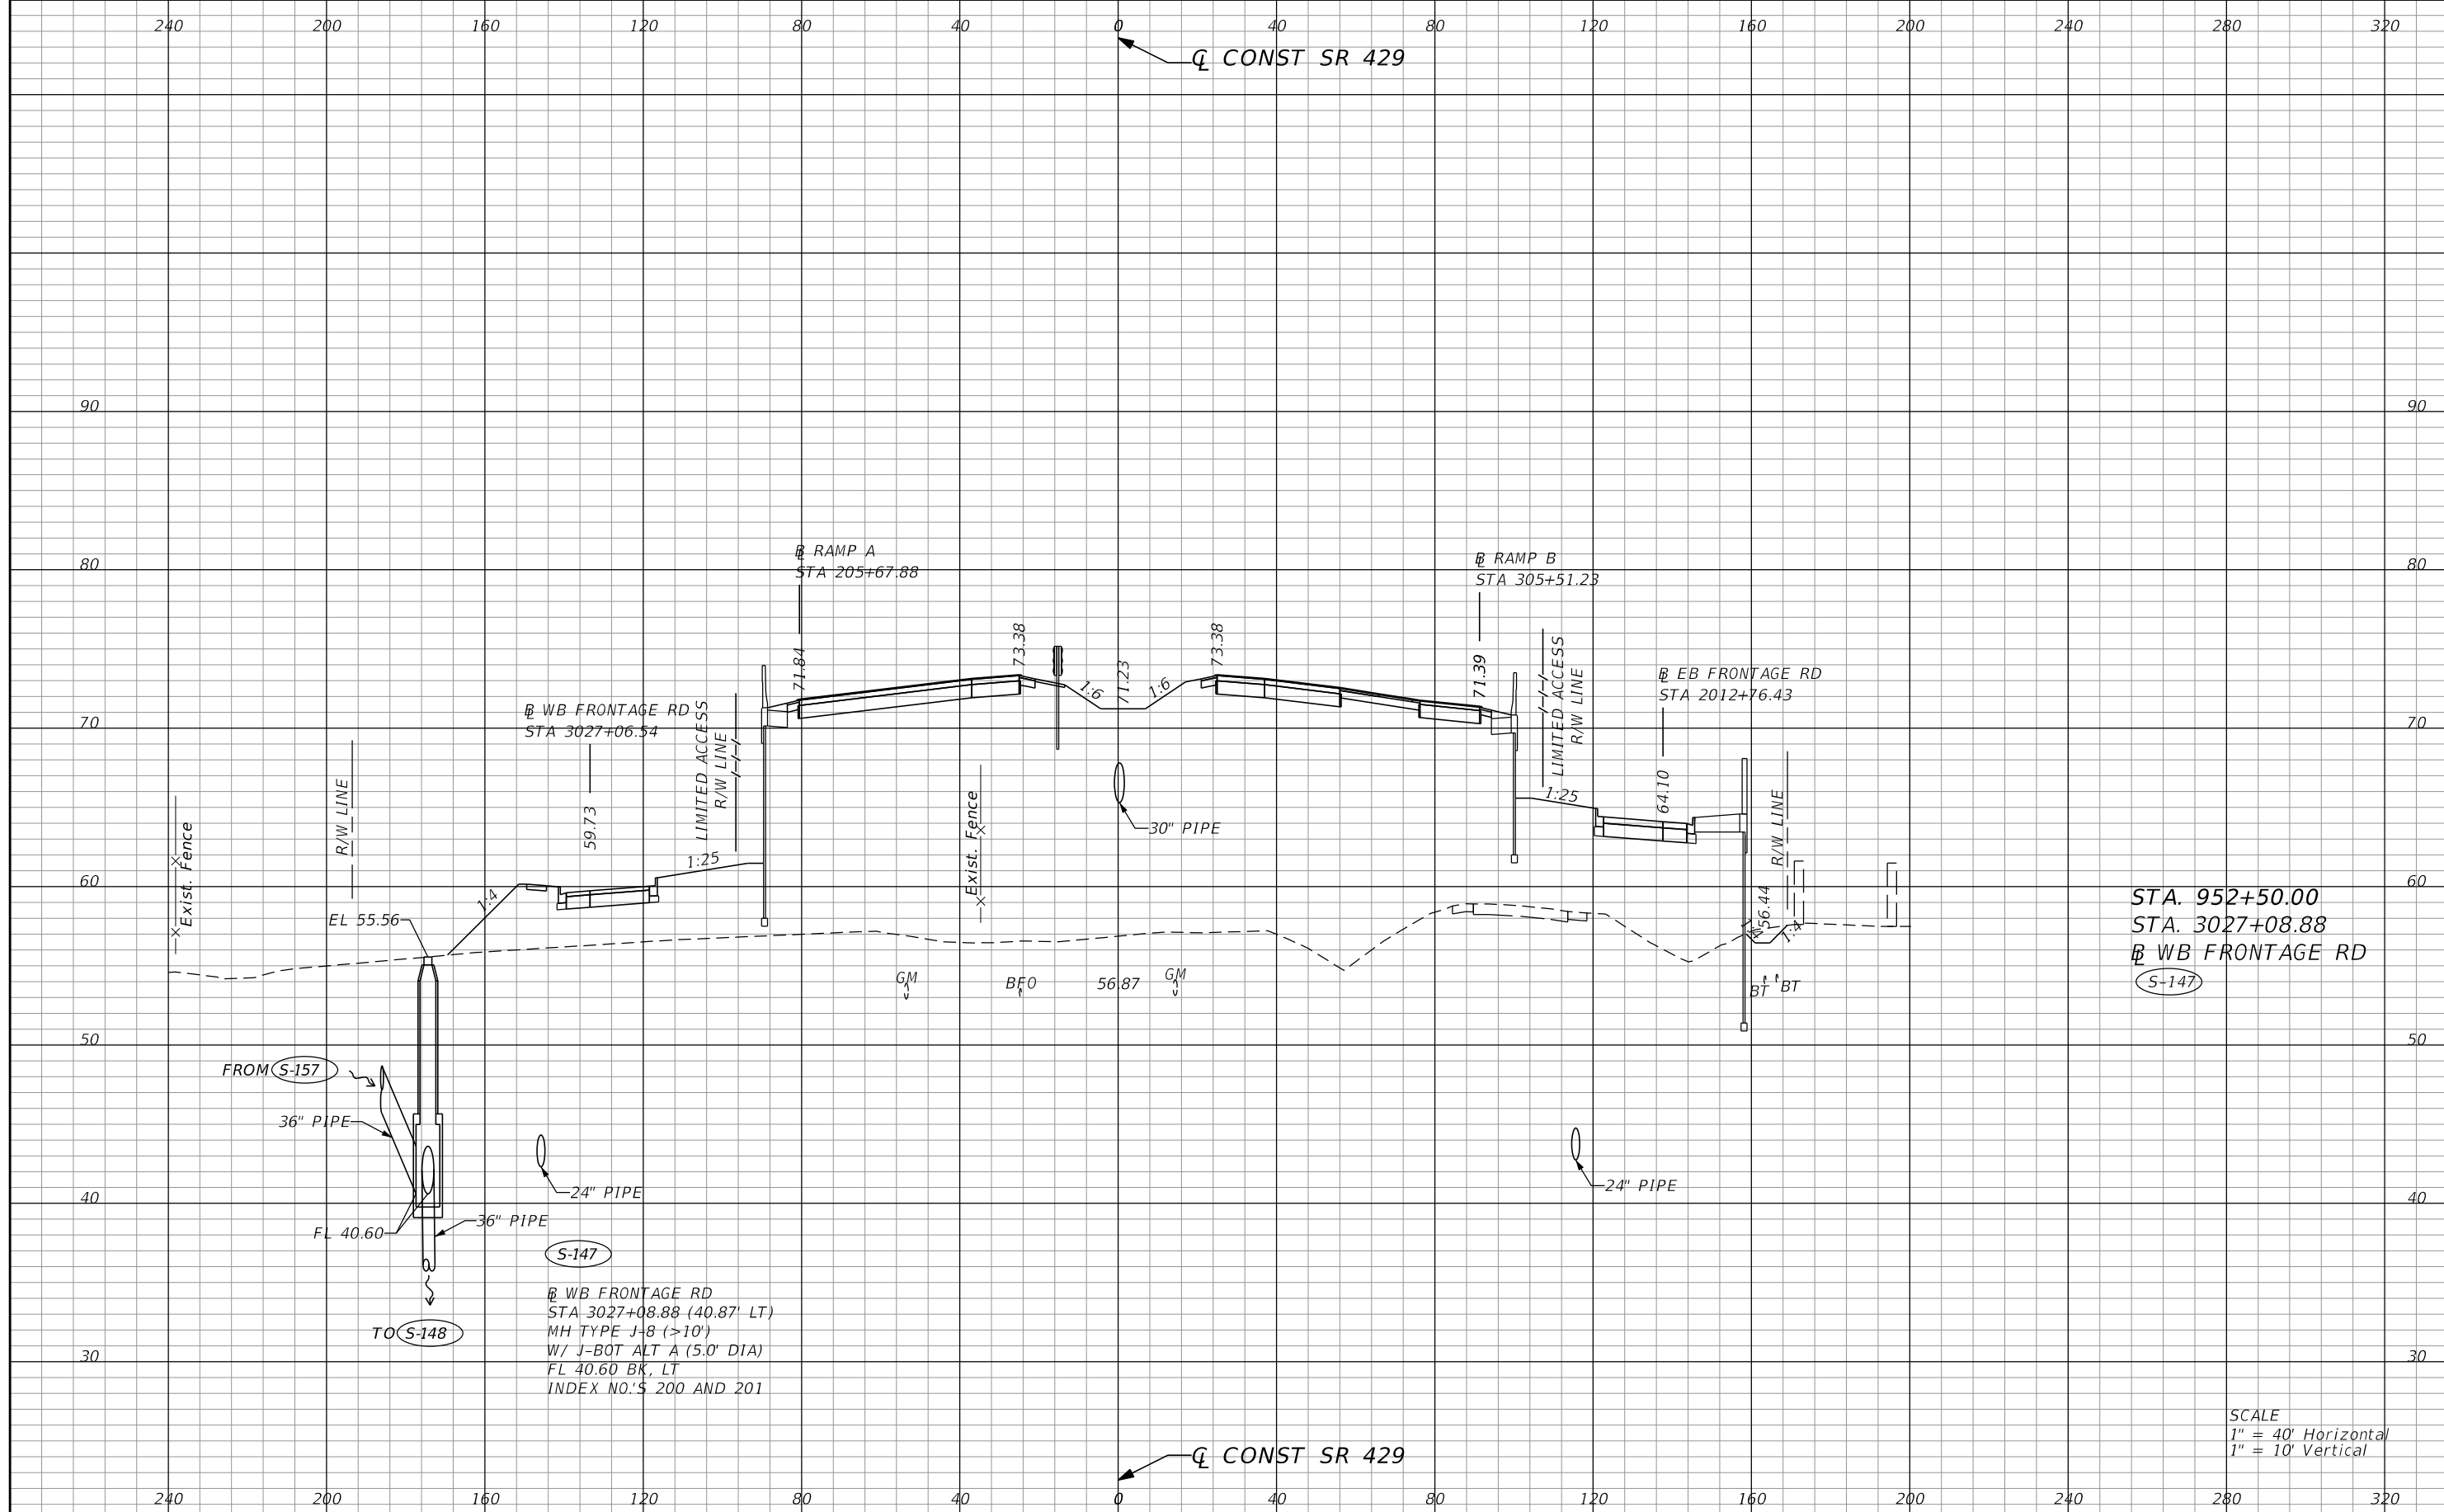 240 200 160 120 80 40 0 40 80 120 160 200 240 280 320
℄ CONST SR 429
90 90
80 80
70 70
60 60
50 50
40 40
30 30
BL RAMP A
STA 205+67.88
BL RAMP B
STA 305+51.23
71.84
73.38
71.23
73.38
71.39
1:6
1:6
BL WB FRONTAGE RD
STA 3027+06.54
59.73
LIMITED ACCESS
R/W LINE
LIMITED ACCESS
R/W LINE
BL EB FRONTAGE RD
STA 2012+76.43
64.10
1:25
1:25
R/W LINE
R/W LINE
Exist. Fence
Exist. Fence
30" PIPE
1:4
1:4
56.44
EL 55.56
GM
BFO
56.87
GM
BT
BT
STA. 952+50.00
STA. 3027+08.88
BL WB FRONTAGE RD
S-147
FROM S-157
36" PIPE
24" PIPE
24" PIPE
FL 40.60
36" PIPE
S-147
TO S-148
BL WB FRONTAGE RD
STA 3027+08.88 (40.87' LT)
MH TYPE J-8 (>10')
W/ J-BOT ALT A (5.0' DIA)
FL 40.60 BK, LT
INDEX NO.'S 200 AND 201
SCALE
1" = 40' Horizontal
1" = 10' Vertical
℄ CONST SR 429
240 200 160 120 80 40 0 40 80 120 160 200 240 280 320